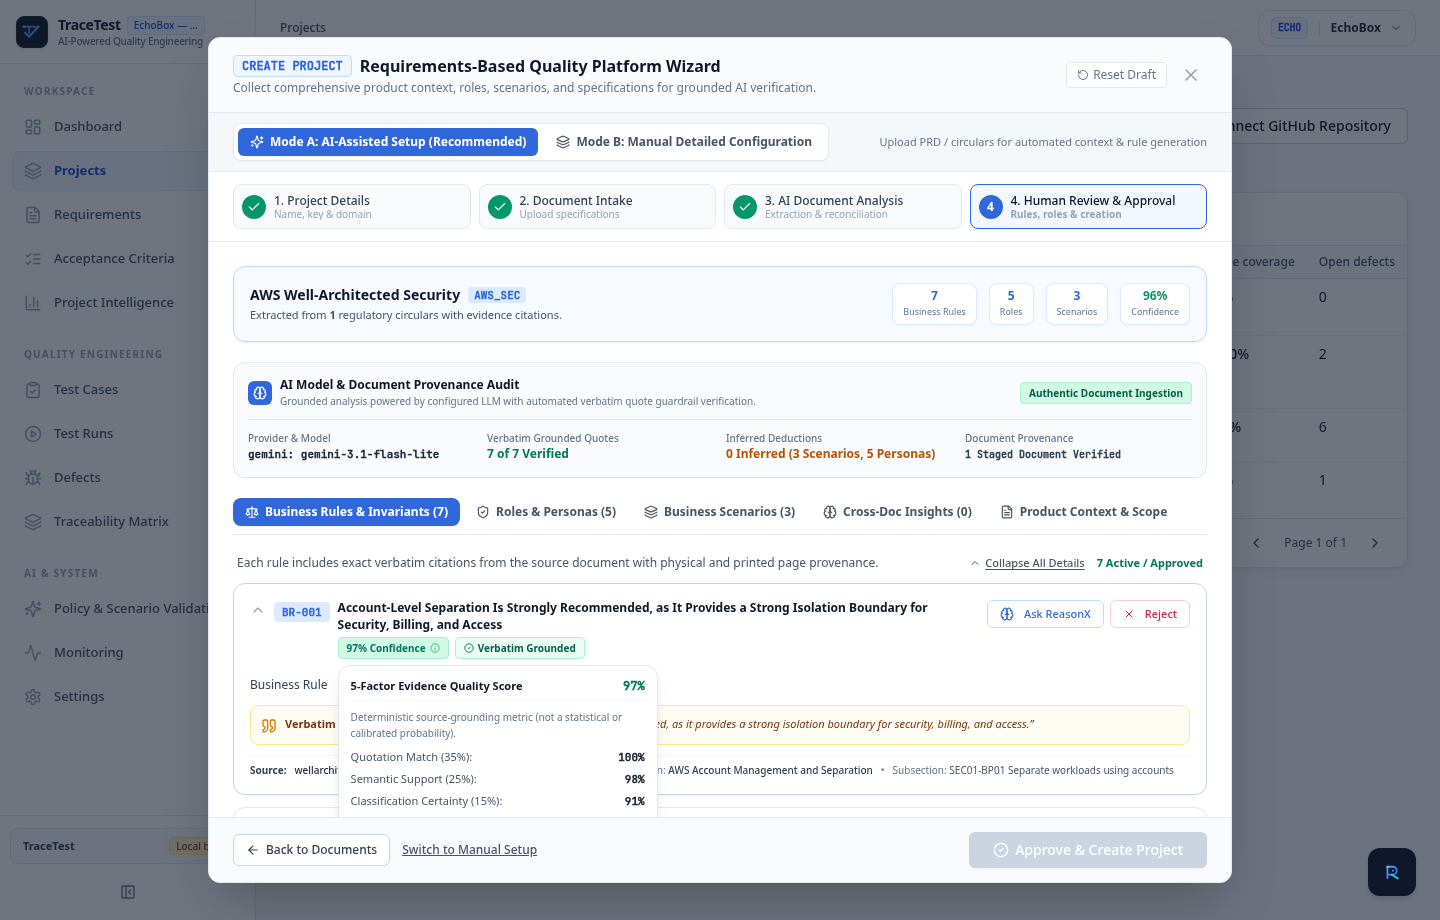 TraceTest
EchoBox — ...
AI-Powered Quality Engineering
Projects
ECHO
EchoBox
WORKSPACE
Dashboard
Projects
Requirements
Acceptance Criteria
Project Intelligence
QUALITY ENGINEERING
Test Cases
Test Runs
Defects
Traceability Matrix
AI & SYSTEM
Policy & Scenario Validati
Monitoring
Settings
TraceTest
Local b
nnect GitHub Repository
e coverage
Open defects
0
0%
2
%
6
1
Page 1 of 1
CREATE PROJECT
Requirements-Based Quality Platform Wizard
Collect comprehensive product context, roles, scenarios, and specifications for grounded AI verification.
Reset Draft
Mode A: AI-Assisted Setup (Recommended)
Mode B: Manual Detailed Configuration
Upload PRD / circulars for automated context & rule generation
1. Project Details
Name, key & domain
2. Document Intake
Upload specifications
3. AI Document Analysis
Extraction & reconciliation
4
4. Human Review & Approval
Rules, roles & creation
AWS Well-Architected Security
AWS_SEC
Extracted from 1 regulatory circulars with evidence citations.
7
Business Rules
5
Roles
3
Scenarios
96%
Confidence
AI Model & Document Provenance Audit
Grounded analysis powered by configured LLM with automated verbatim quote guardrail verification.
Authentic Document Ingestion
Provider & Model
gemini: gemini-3.1-flash-lite
Verbatim Grounded Quotes
7 of 7 Verified
Inferred Deductions
0 Inferred (3 Scenarios, 5 Personas)
Document Provenance
1 Staged Document Verified
Business Rules & Invariants (7)
Roles & Personas (5)
Business Scenarios (3)
Cross-Doc Insights (0)
Product Context & Scope
Each rule includes exact verbatim citations from the source document with physical and printed page provenance.
Collapse All Details
7 Active / Approved
BR-001
Account-Level Separation Is Strongly Recommended, as It Provides a Strong Isolation Boundary for
Security, Billing, and Access
Ask ReasonX
Reject
97% Confidence
Verbatim Grounded
Business Rule
5-Factor Evidence Quality Score
97%
Deterministic source-grounding metric (not a statistical or
calibrated probability).
Quotation Match (35%):
100%
Semantic Support (25%):
98%
Classification Certainty (15%):
91%
Verbatim
ed, as it provides a strong isolation boundary for security, billing, and access.”
Source: wellarchi
n: AWS Account Management and Separation • Subsection: SEC01-BP01 Separate workloads using accounts
Back to Documents
Switch to Manual Setup
Approve & Create Project